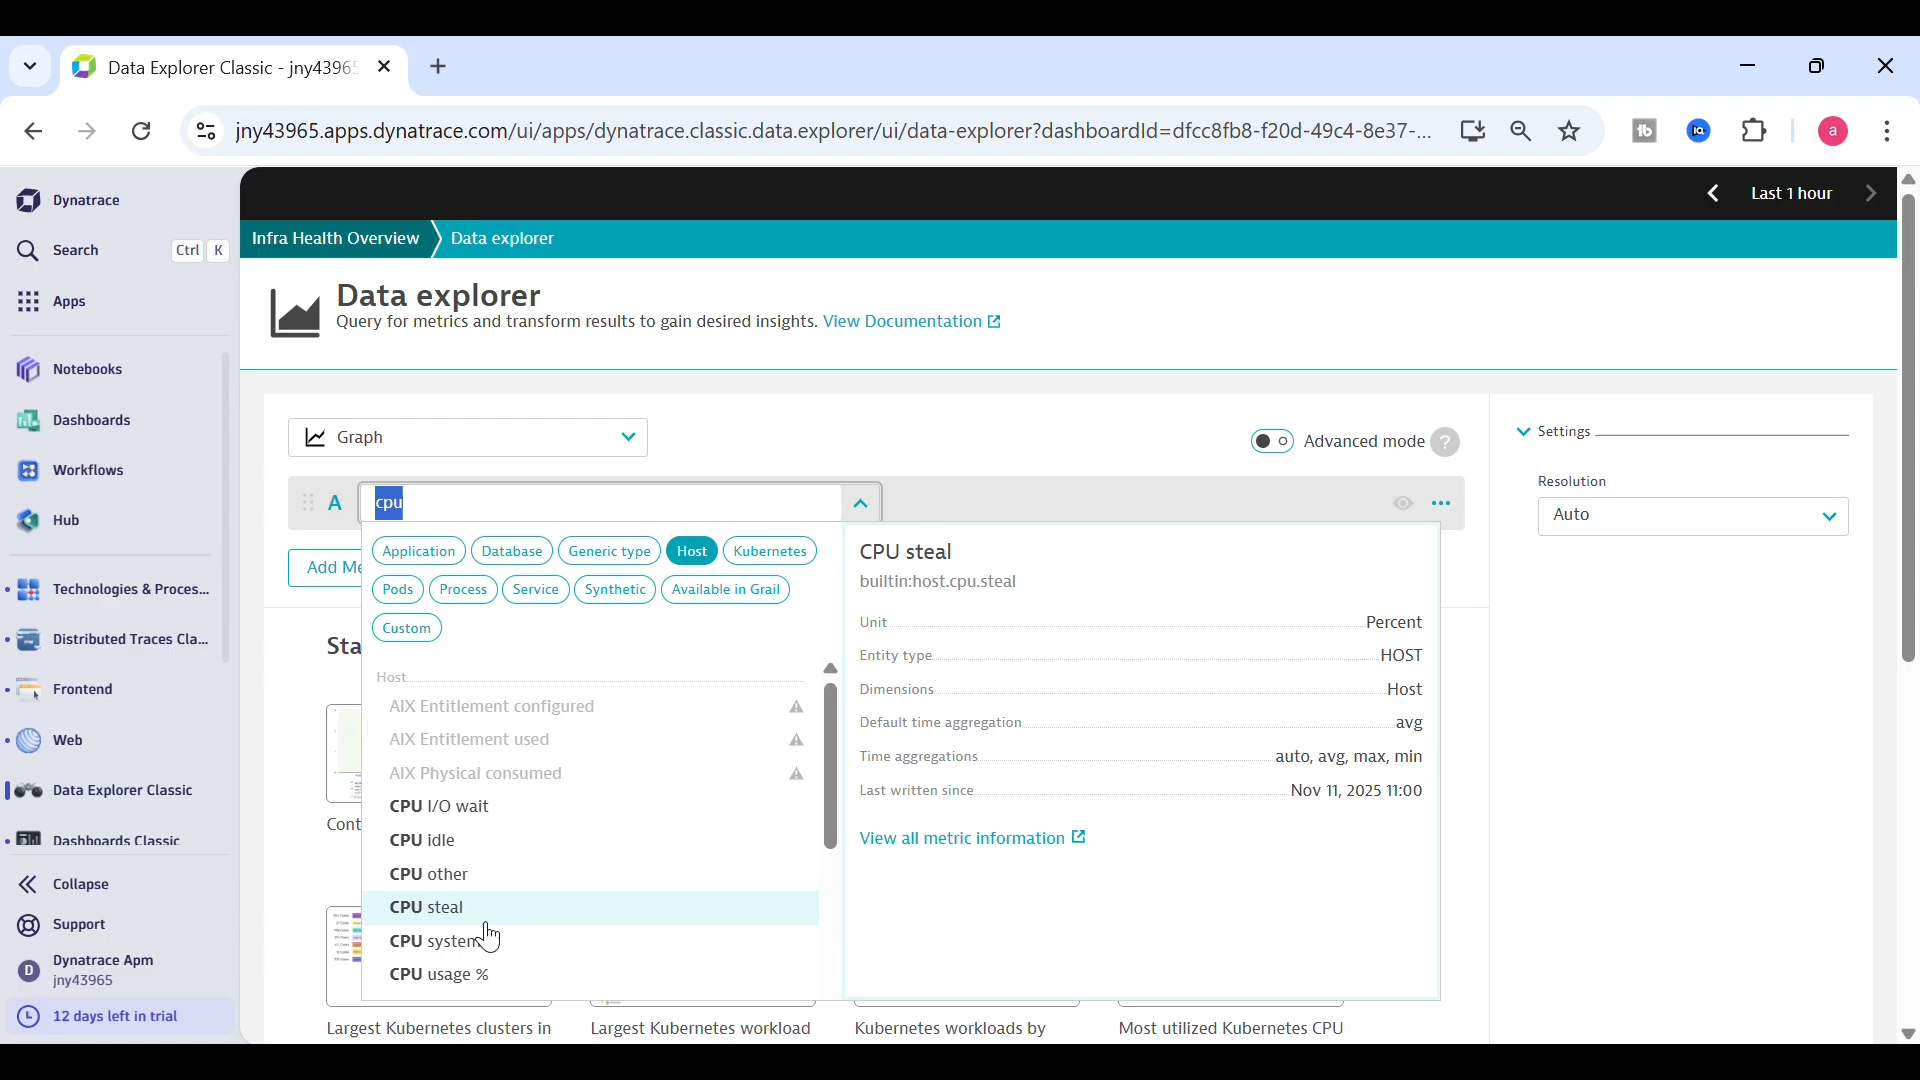 Data Explorer Classic - jny43965
jny43965.apps.dynatrace.com/ui/apps/dynatrace.classic.data.explorer/ui/data-explorer?dashboardId=dfcc8fb8-f20d-49c4-8e37-...
a
Dynatrace
Search Ctrl K
Apps
Notebooks
Dashboards
Workflows
Hub
Technologies & Proces...
Distributed Traces Cla...
Frontend
Web
Data Explorer Classic
Dashboards Classic
Collapse
Support
D Dynatrace Apm
jny43965
12 days left in trial
Last 1 hour
Infra Health Overview Data explorer
Data explorer
Query for metrics and transform results to gain desired insights. View Documentation
Graph
Advanced mode ?
A cpu
Add Me
Application Database Generic type Host Kubernetes
Pods Process Service Synthetic Available in Grail
Custom
Host
AIX Entitlement configured
AIX Entitlement used
AIX Physical consumed
CPU I/O wait
CPU idle
CPU other
CPU steal
CPU system
CPU usage %
CPU steal
builtin:host.cpu.steal
Unit Percent
Entity type HOST
Dimensions Host
Default time aggregation avg
Time aggregations auto, avg, max, min
Last written since Nov 11, 2025 11:00
View all metric information
Settings
Resolution
Auto
Sta
Cont
Largest Kubernetes clusters in
Largest Kubernetes workload
Kubernetes workloads by
Most utilized Kubernetes CPU